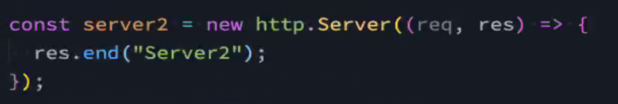 const server2 = new http.Server((req, res) => {
  res.end("Server2");
});